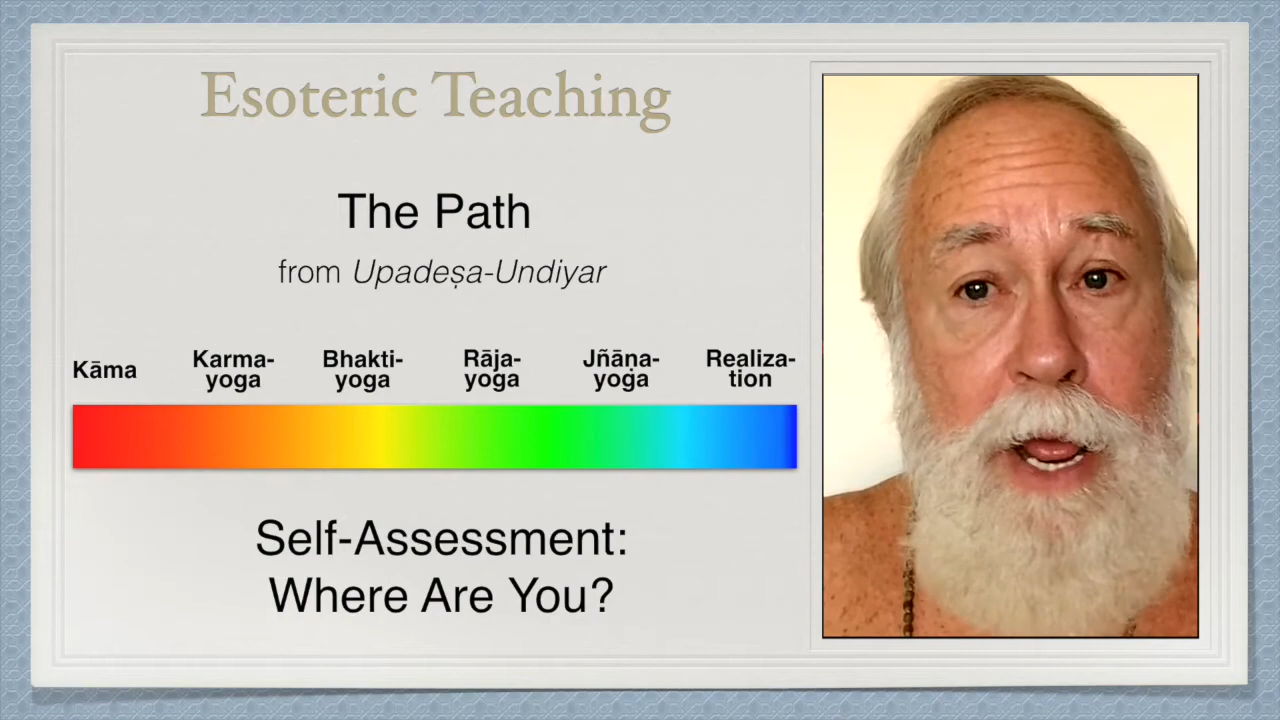 Esoteric Teaching
The Path
from Upadeṣa-Undiyar
Kāma
Karma-
yoga
Bhakti-
yoga
Rāja-
yoga
Jñāṇa-
yoga
Realiza-
tion
Self-Assessment:
Where Are You?